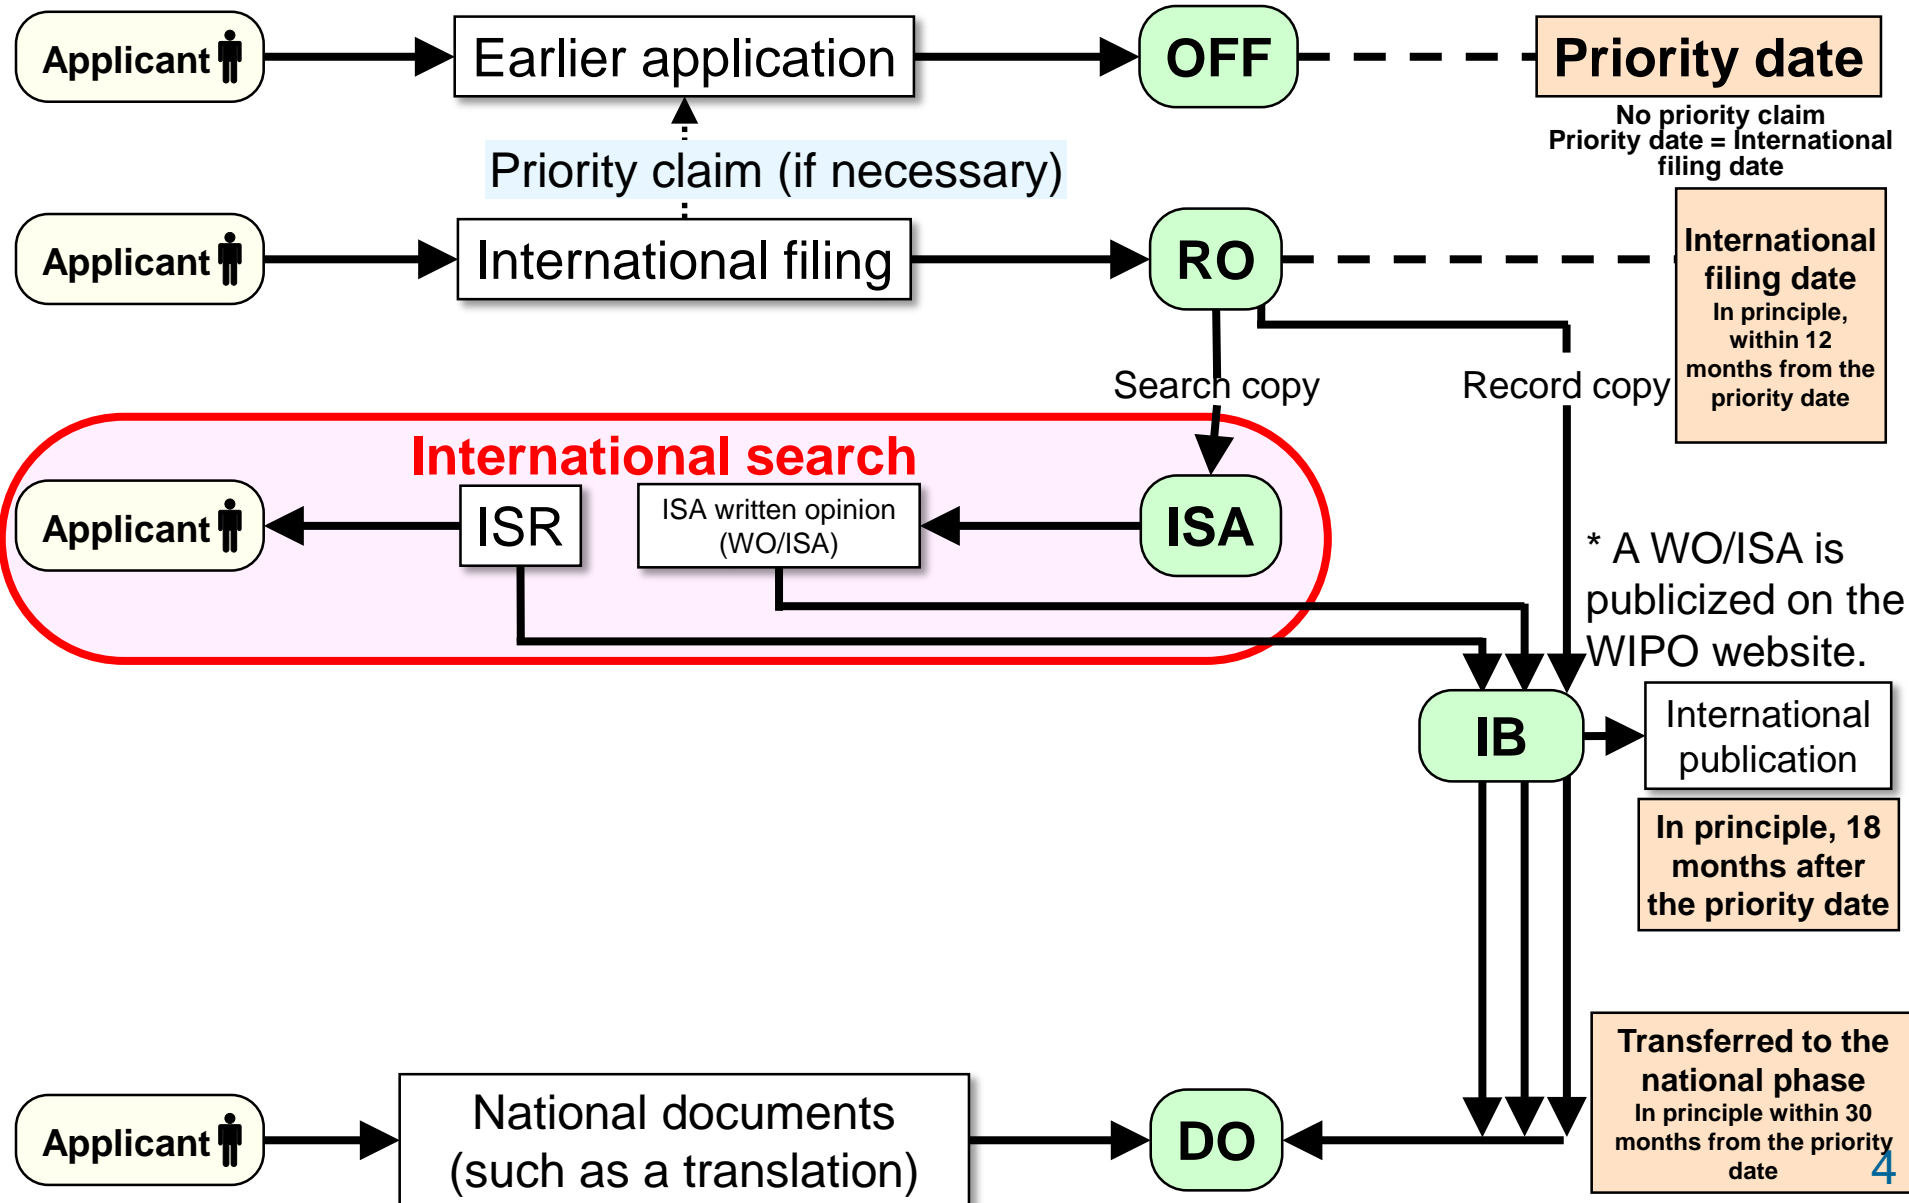 Applicant
Earlier application
OFF
Priority date
No priority claim
Priority date = International
filing date
Priority claim (if necessary)
Applicant
International filing
RO
International
filing date
In principle,
within 12
months from the
priority date
Search copy
Record copy
International search
Applicant
ISR
ISA written opinion
(WO/ISA)
ISA
* A WO/ISA is
publicized on the
WIPO website.
IB
International
publication
In principle, 18
months after
the priority date
Applicant
National documents
(such as a translation)
DO
Transferred to the
national phase
In principle within 30
months from the priority
date
4